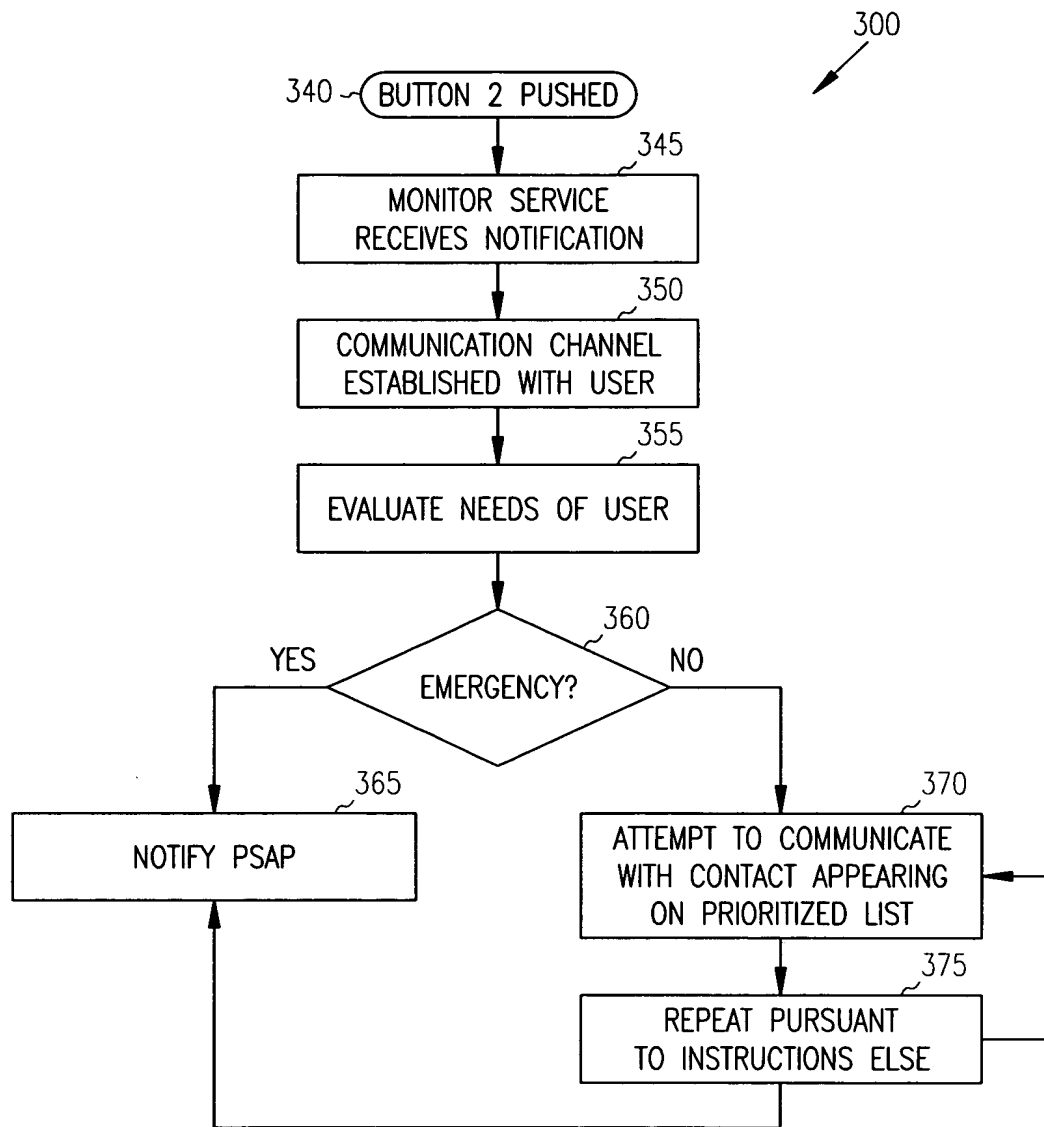 300
340
BUTTON 2 PUSHED
345
MONITOR SERVICE
RECEIVES NOTIFICATION
350
COMMUNICATION CHANNEL
ESTABLISHED WITH USER
355
EVALUATE NEEDS OF USER
360
YES
NO
EMERGENCY?
365
NOTIFY PSAP
370
ATTEMPT TO COMMUNICATE
WITH CONTACT APPEARING
ON PRIORITIZED LIST
375
REPEAT PURSUANT
TO INSTRUCTIONS ELSE